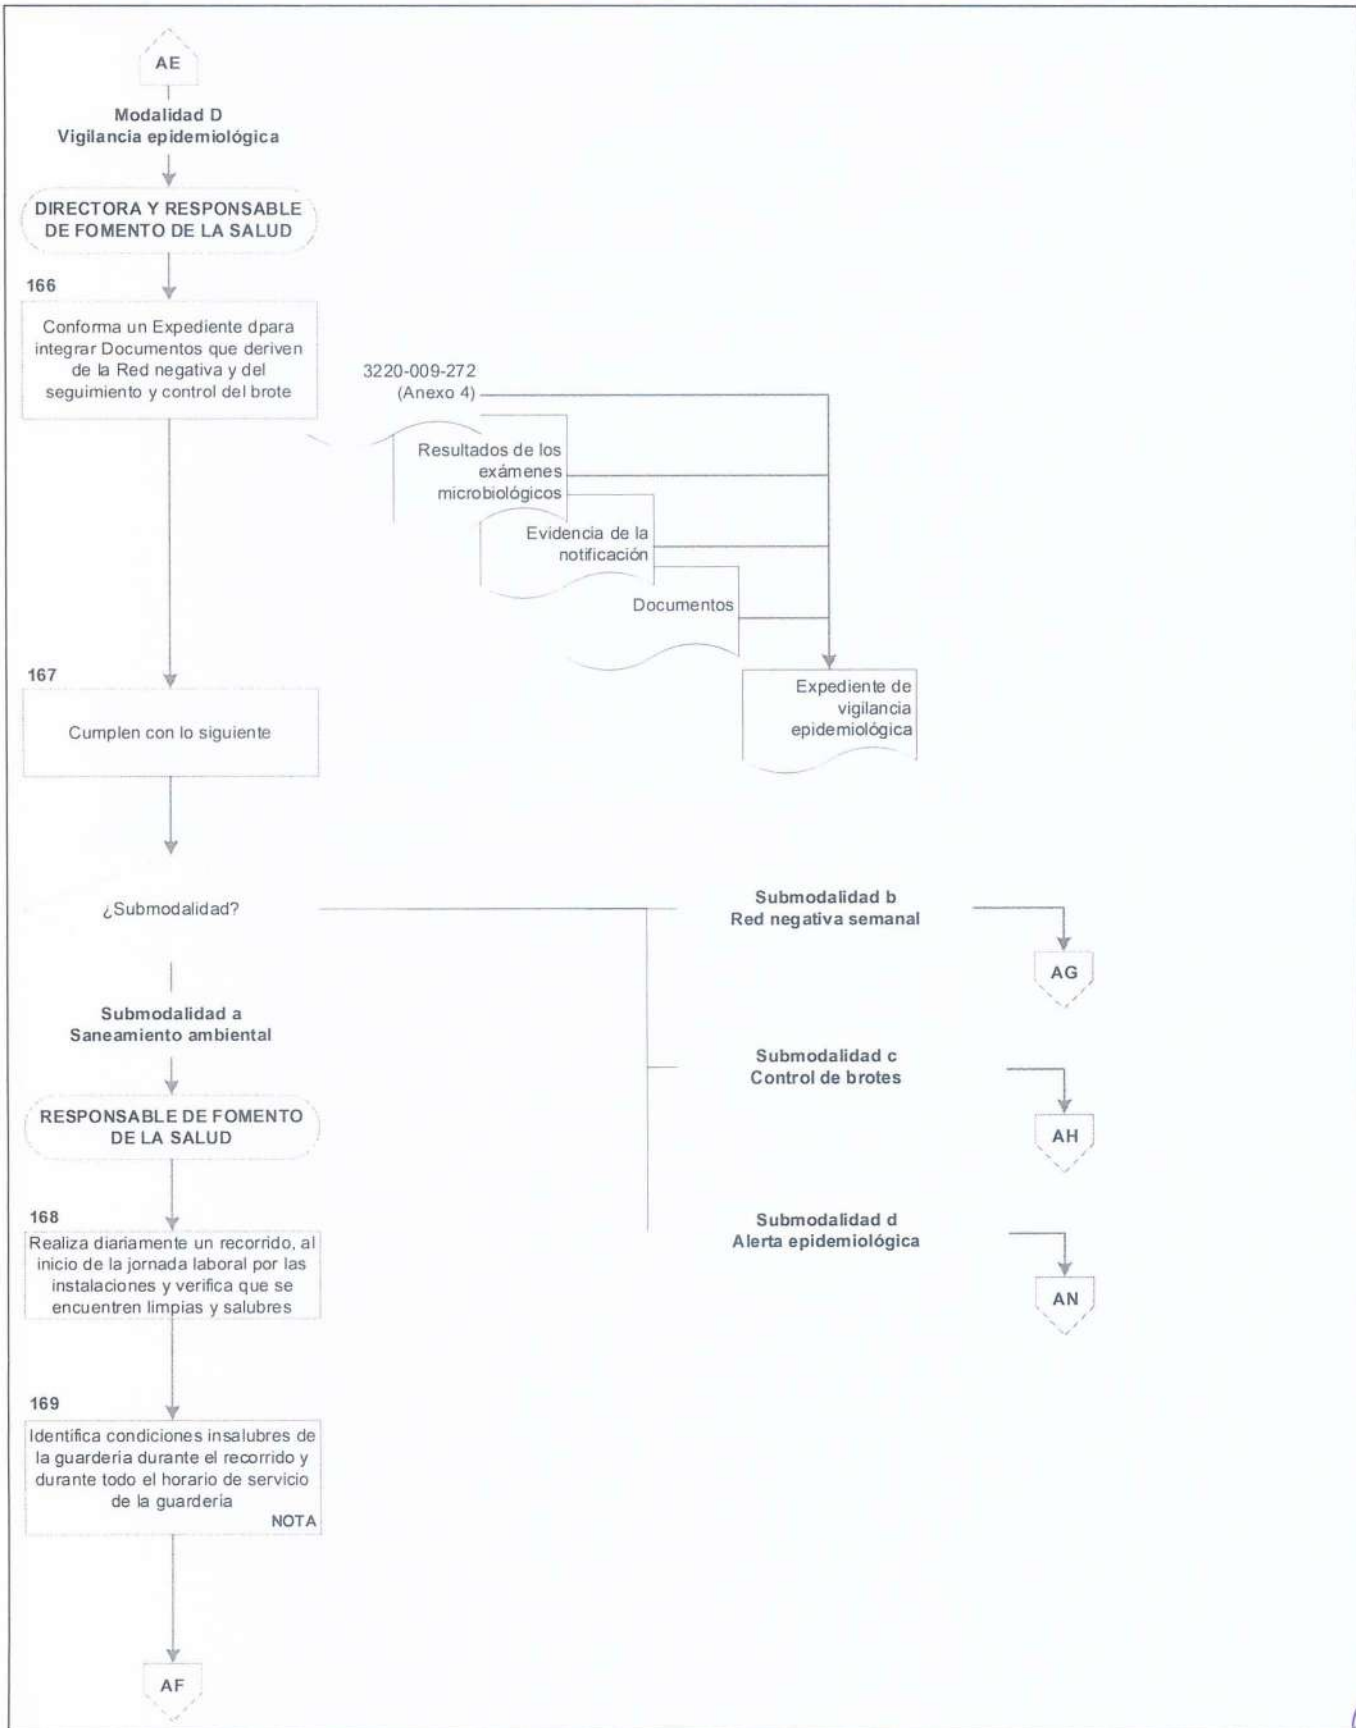 AE
Modalidad D
Vigilancia epidemiológica
DIRECTORA Y RESPONSABLE
DE FOMENTO DE LA SALUD
166
Conforma un Expediente dpara
integrar Documentos que deriven
de la Red negativa y del
seguimiento y control del brote
3220-009-272
(Anexo 4)
Resultados de los
exámenes
microbiológicos
Evidencia de la
notificación
Documentos
Expediente de
vigilancia
epidemiológica
167
Cumplen con lo siguiente
¿Submodalidad?
Submodalidad b
Red negativa semanal
AG
Submodalidad c
Control de brotes
AH
Submodalidad d
Alerta epidemiológica
AN
Submodalidad a
Saneamiento ambiental
RESPONSABLE DE FOMENTO
DE LA SALUD
168
Realiza diariamente un recorrido, al
inicio de la jornada laboral por las
instalaciones y verifica que se
encuentren limpias y salubres
169
Identifica condiciones insalubres de
la guardería durante el recorrido y
durante todo el horario de servicio
de la guardería
NOTA
AF